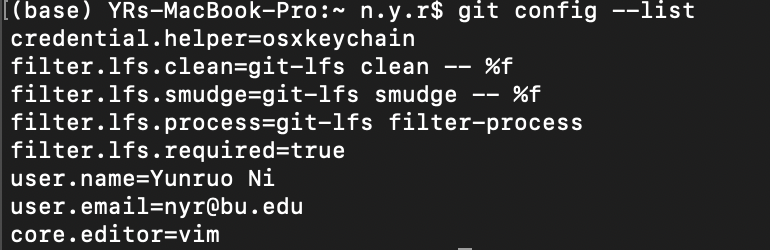 [(base) YRs-MacBook-Pro:~ n.y.r$ git config --list
credential.helper=osxkeychain
filter.lfs.clean=git-lfs clean -- %f
filter.lfs.smudge=git-lfs smudge -- %f
filter.lfs.process=git-lfs filter-process
filter.lfs.required=true
user.name=Yunruo Ni
user.email=nyr@bu.edu
core.editor=vim